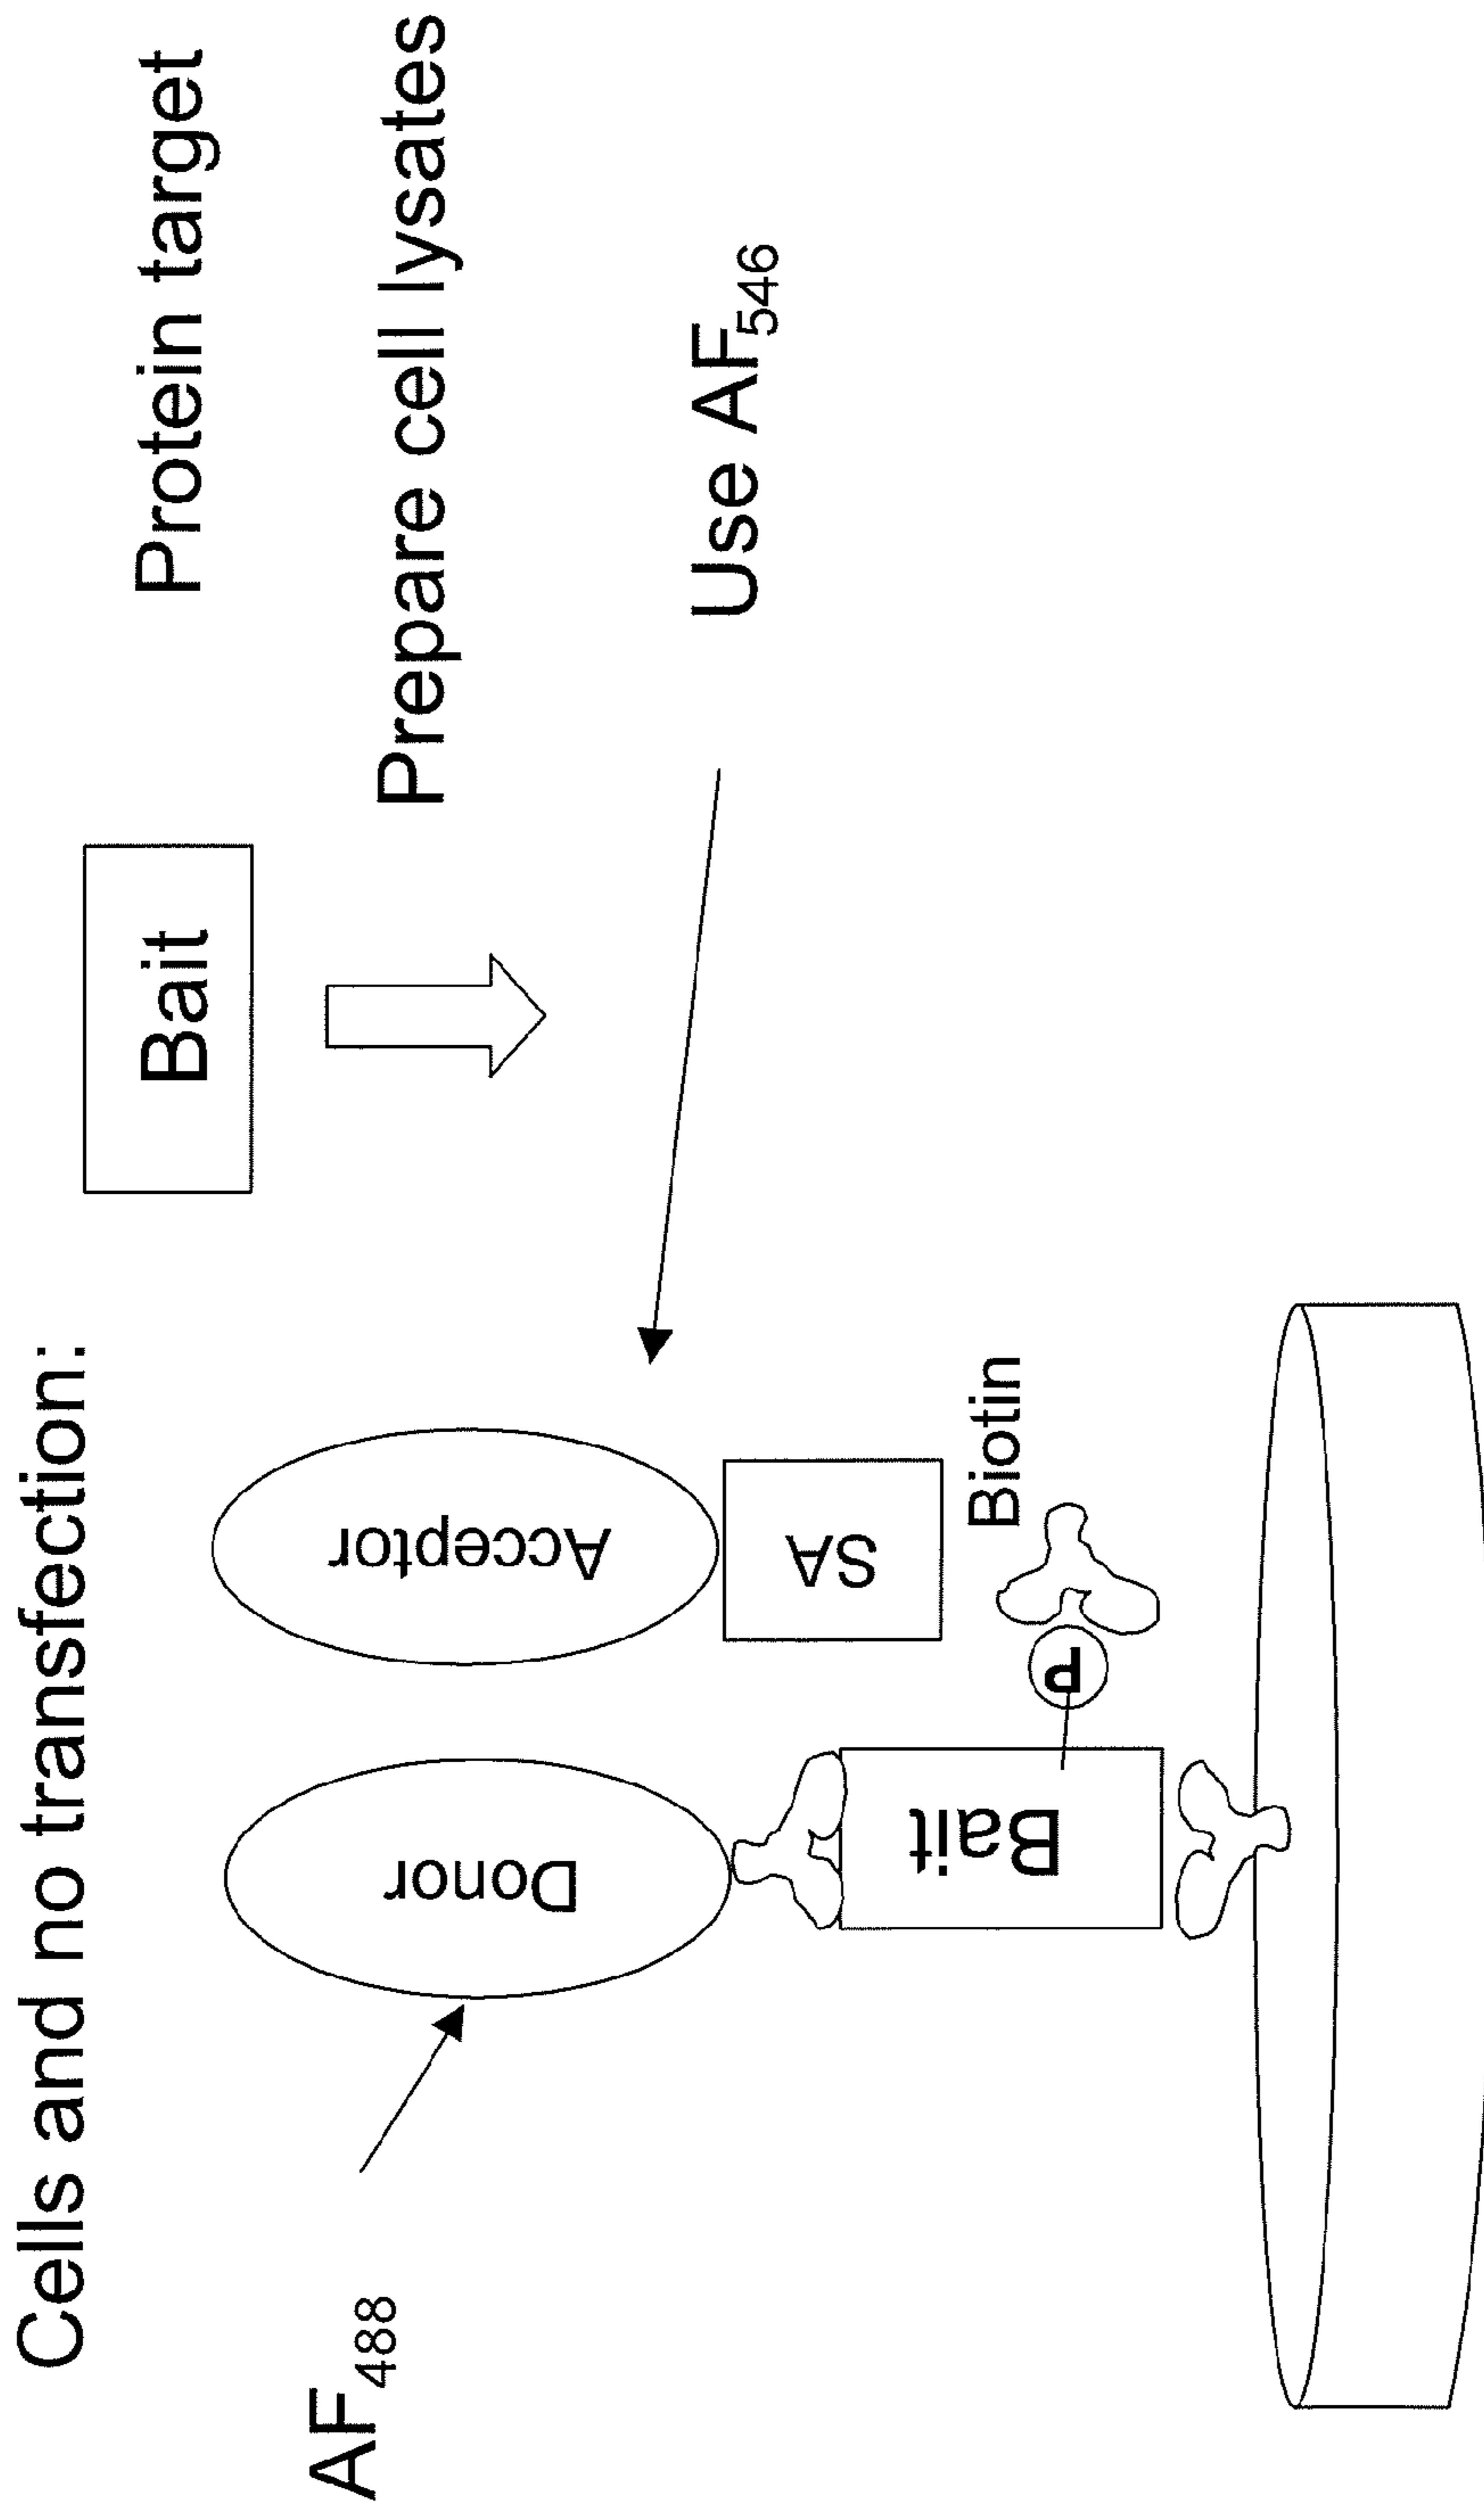 Cells and no transfection:
Bait
Protein target
Prepare cell lysates
AF488
Use AF546
Donor
Acceptor
SA
Biotin
Bait
P